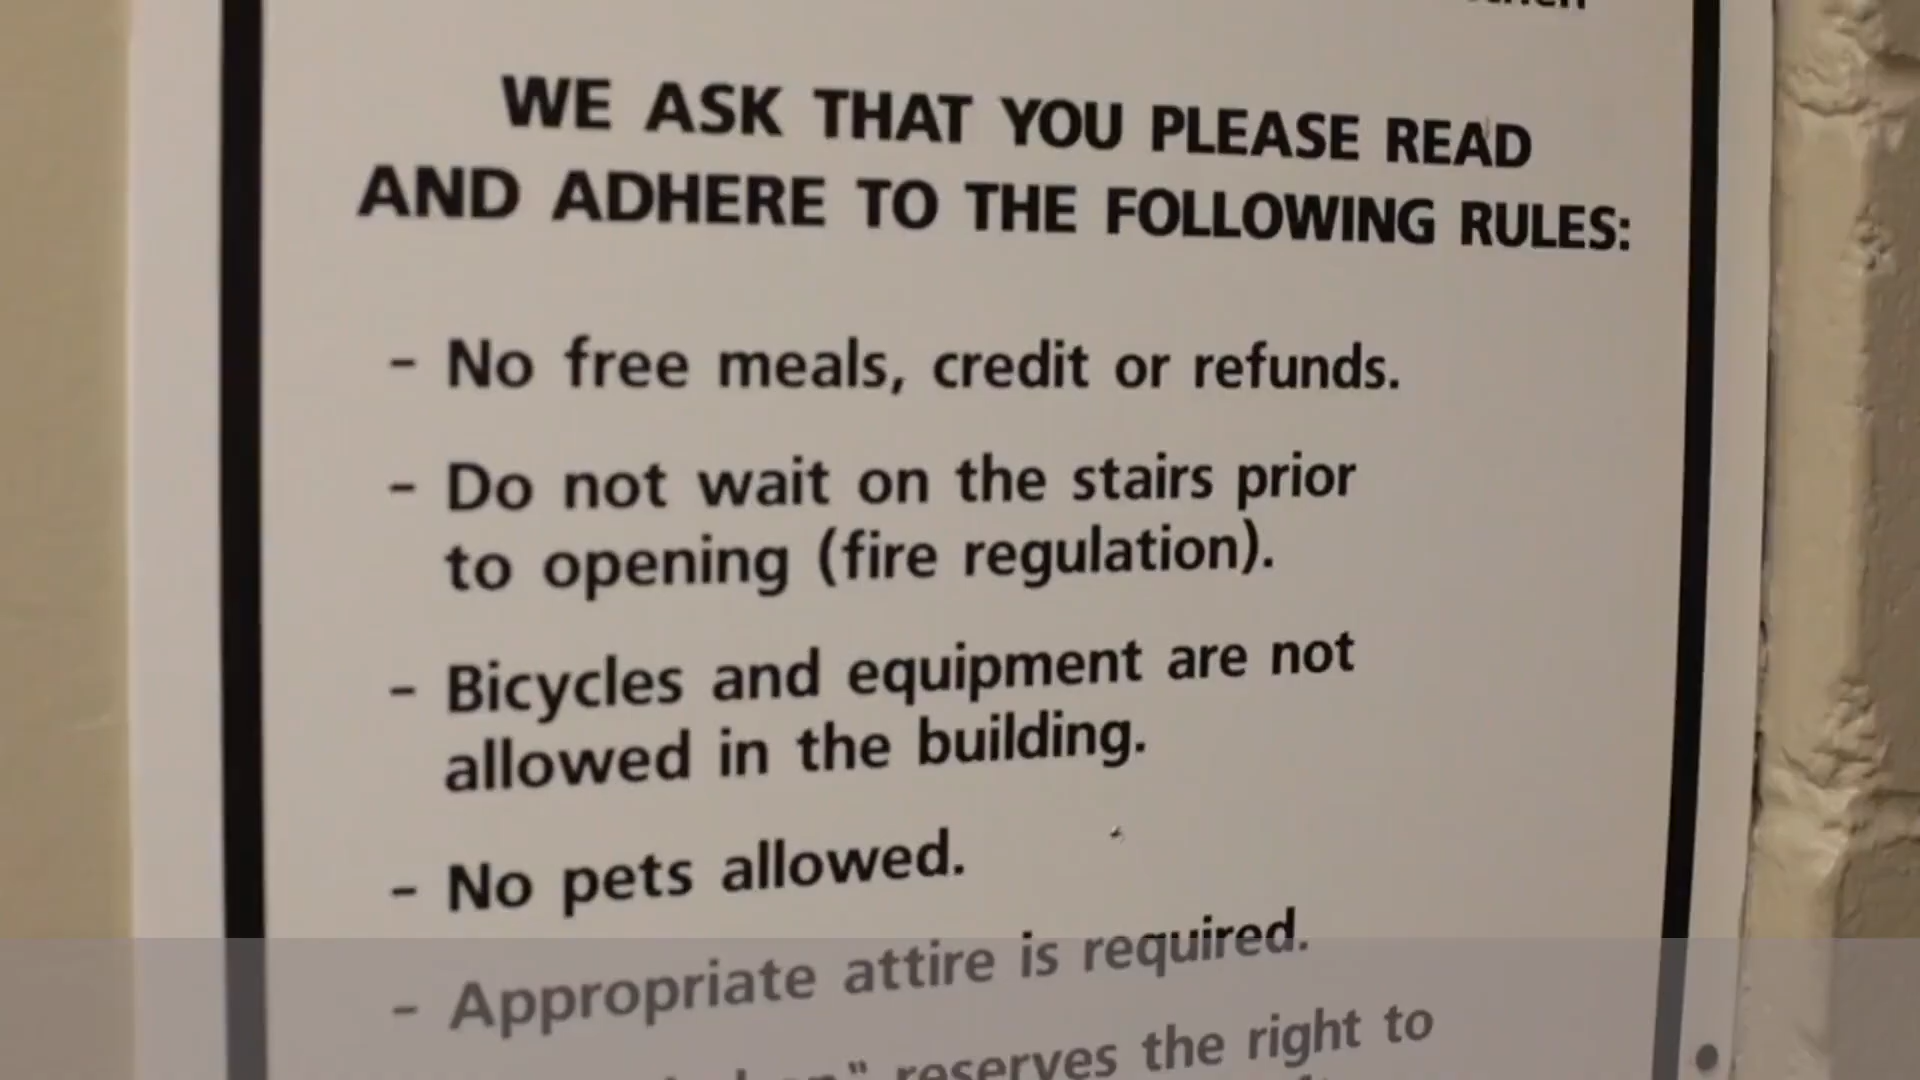 WE ASK THAT YOU PLEASE READ
AND ADHERE TO THE FOLLOWING RULES:
- No free meals, credit or refunds.
- Do not wait on the stairs prior
to opening (fire regulation).
- Bicycles and equipment are not
allowed in the building.
- No pets allowed.
- Appropriate attire is required.
" reserves the right to